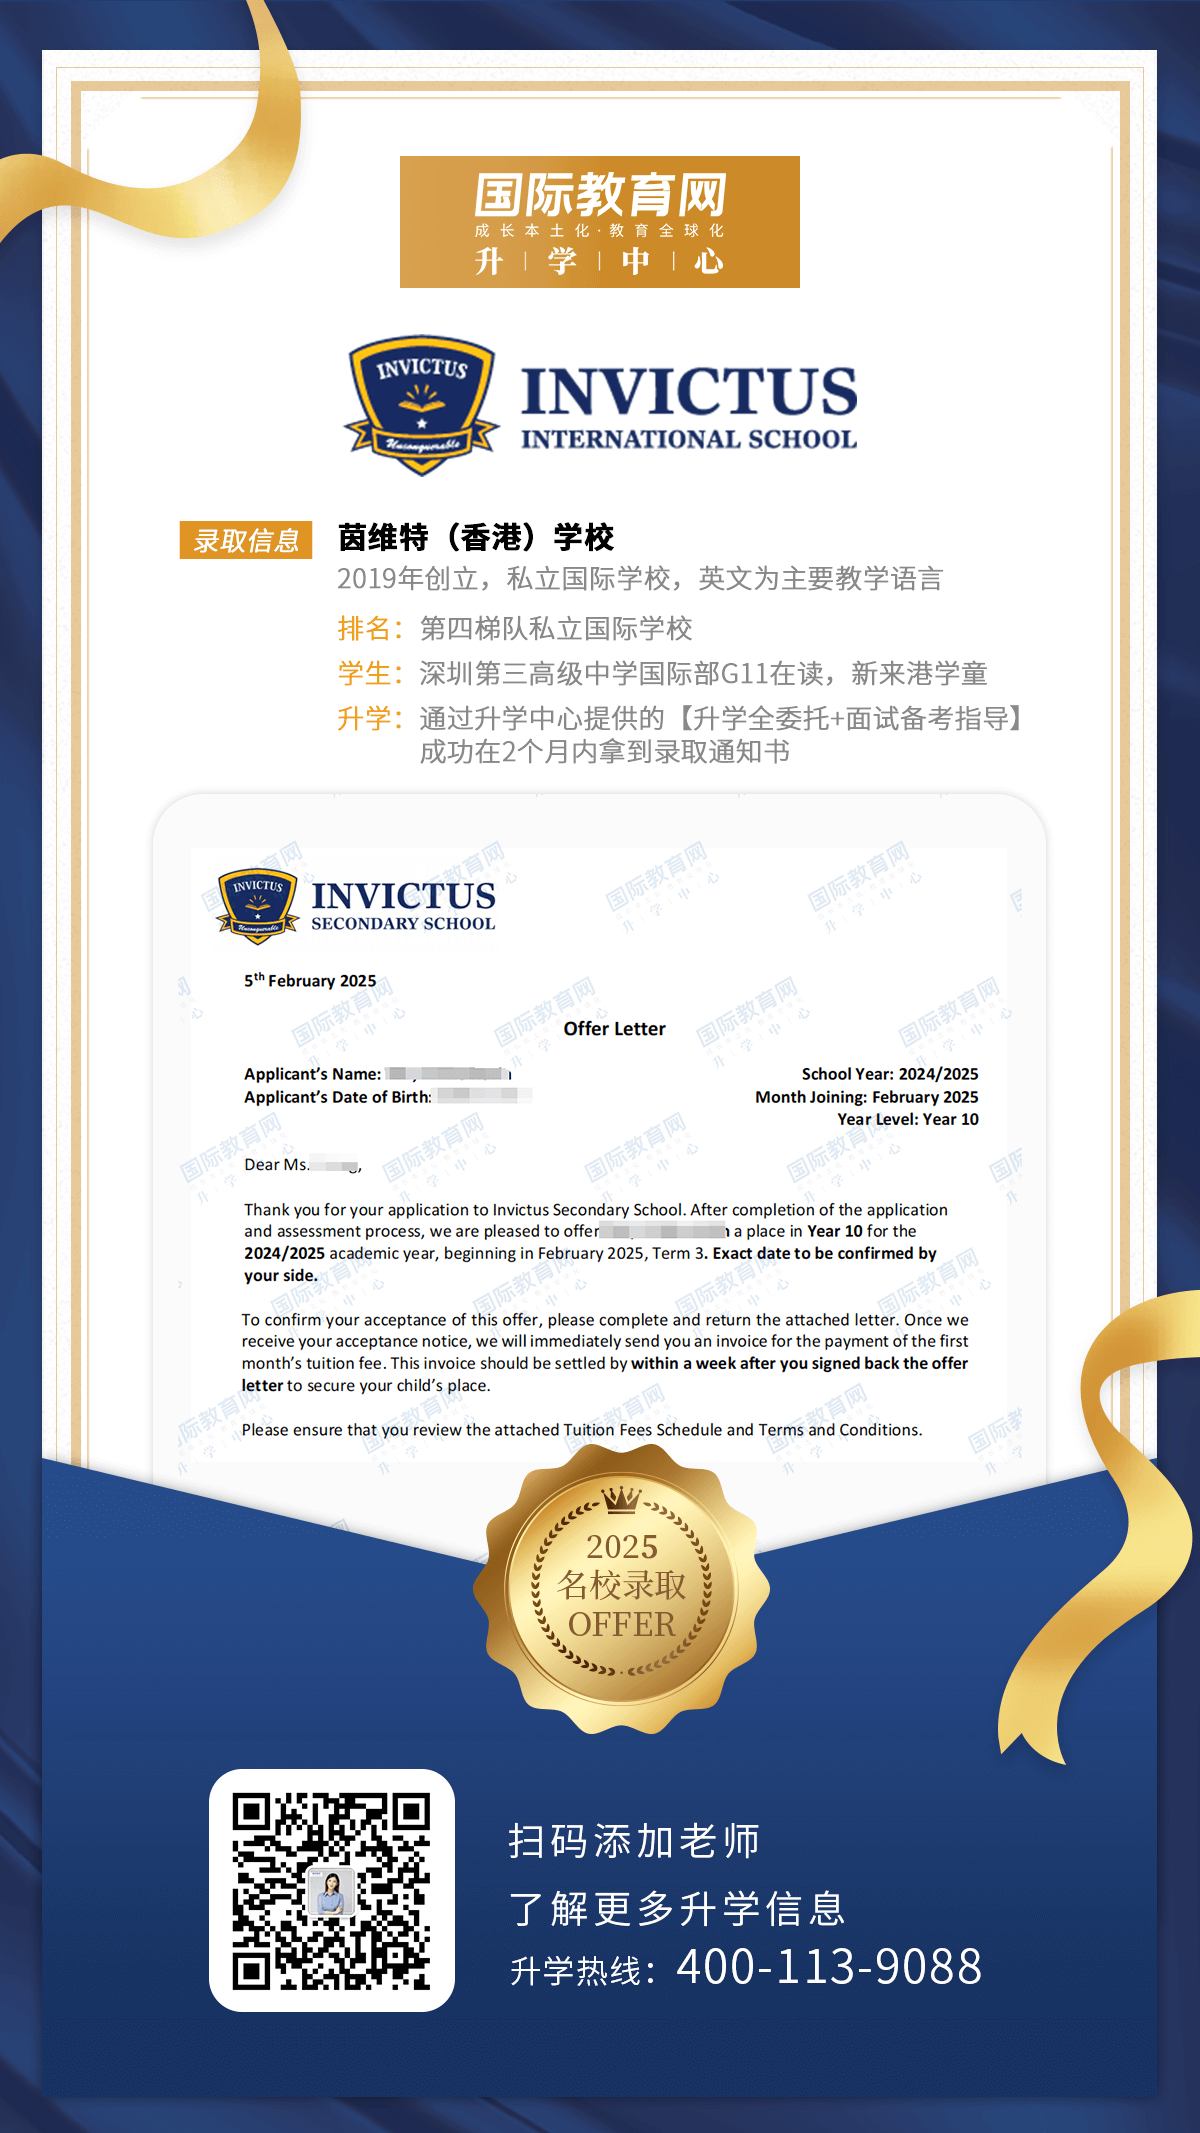 国际教育网
成长本土化·教育全球化
升|学|中|心
INVICTUS
Unconquerable
INVICTUS
INTERNATIONAL SCHOOL
录取信息
茵维特（香港）学校
2019年创立，私立国际学校，英文为主要教学语言
排名：第四梯队私立国际学校
学生：深圳第三高级中学国际部G11在读，新来港学童
升学：通过升学中心提供的【升学全委托+面试备考指导】
成功在2个月内拿到录取通知书
INVICTUS
Unconquerable
INVICTUS
SECONDARY SCHOOL
5th February 2025
Offer Letter
Applicant's Name:
School Year: 2024/2025
Applicant's Date of Birth:
Month Joining: February 2025
Year Level: Year 10
Dear Ms. ,
Thank you for your application to Invictus Secondary School. After completion of the application
and assessment process, we are pleased to offer a place in Year 10 for the
2024/2025 academic year, beginning in February 2025, Term 3. Exact date to be confirmed by
your side.
To confirm your acceptance of this offer, please complete and return the attached letter. Once we
receive your acceptance notice, we will immediately send you an invoice for the payment of the first
month's tuition fee. This invoice should be settled by within a week after you signed back the offer
letter to secure your child's place.
Please ensure that you review the attached Tuition Fees Schedule and Terms and Conditions.
2025
名校录取
OFFER
扫码添加老师
了解更多升学信息
升学热线：400-113-9088